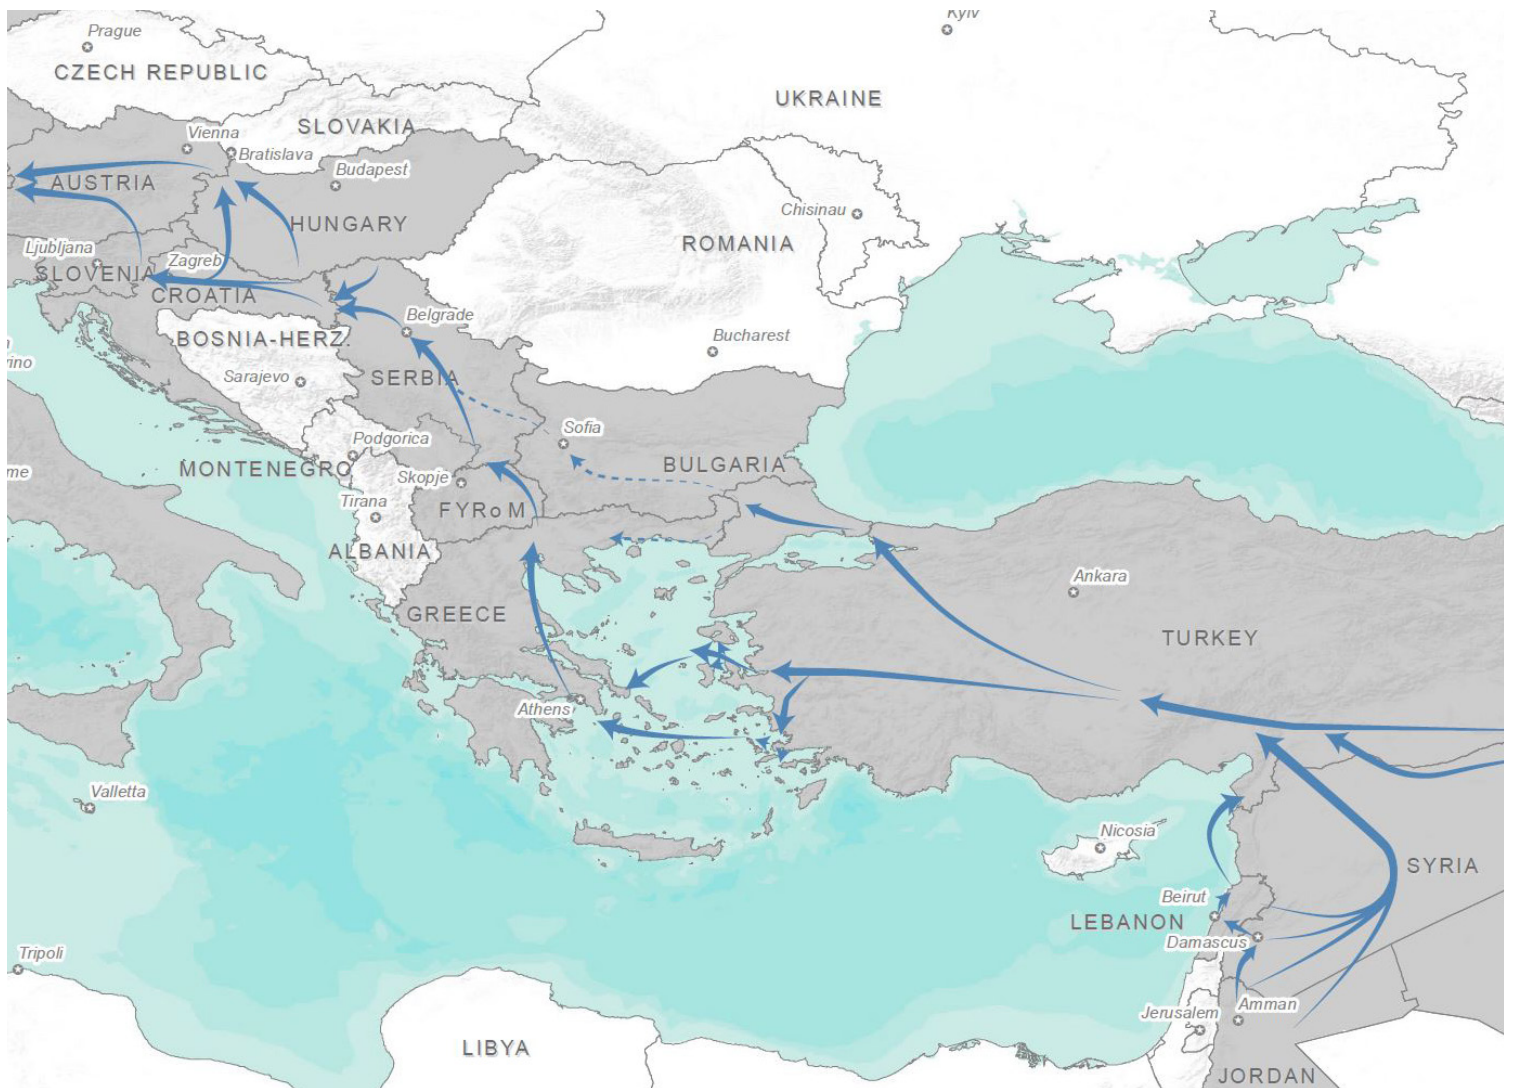 Kyiv
Prague
CZECH REPUBLIC
UKRAINE
SLOVAKIA
Vienna
Bratislava
Budapest
AUSTRIA
HUNGARY
Chisinau
ROMANIA
Ljubljana
Zagreb
SLOVENIA
CROATIA
Belgrade
BOSNIA-HERZ.
Bucharest
rino
Sarajevo
SERBIA
Podgorica
Sofia
MONTENEGRO
BULGARIA
me
Skopje
Tirana
FYRoM
ALBANIA
Ankara
GREECE
TURKEY
Athens
Valletta
Nicosia
SYRIA
Beirut
LEBANON
Damascus
Tripoli
Amman
Jerusalem
LIBYA
JORDAN